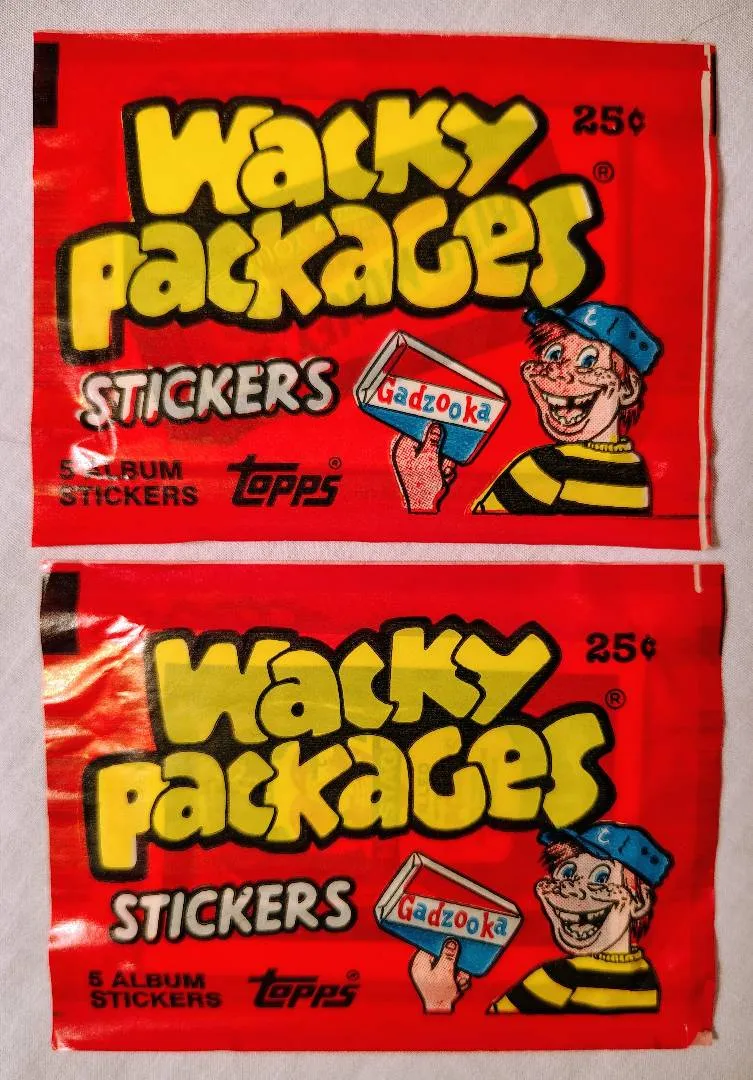 Wacky
25¢
PACKAGES®
STICKERS
Gadzooka
t
5 ALBUM
STICKERS
TOPPS®
Wacky
25¢
PACKAGES®
STICKERS
Gadzooka
t
5 ALBUM
STICKERS
TOPPS®